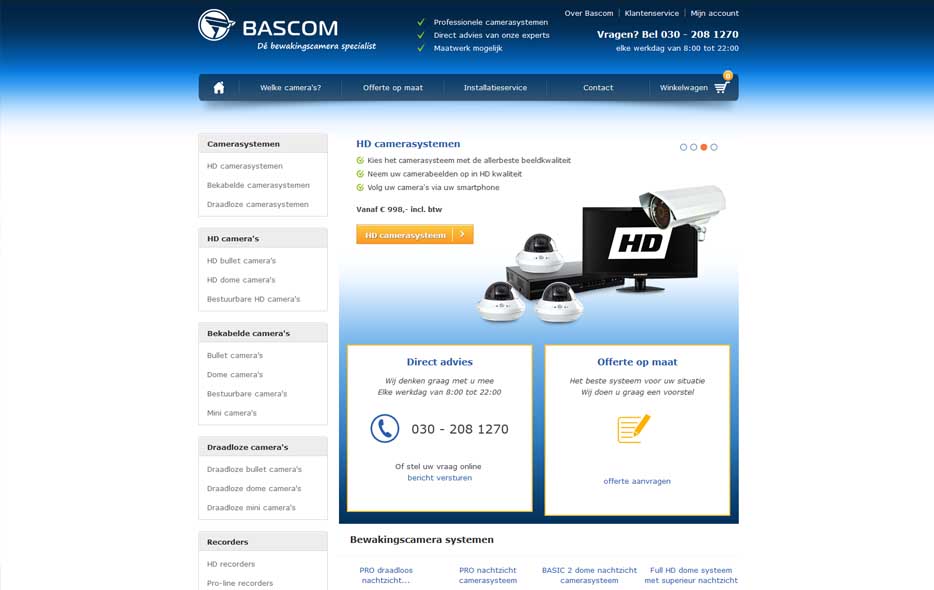 BASCOM
Dé bewakingscamera specialist
Professionele camerasystemen
Direct advies van onze experts
Maatwerk mogelijk
Over Bascom | Klantenservice | Mijn account
Vragen? Bel 030 - 208 1270
elke werkdag van 8:00 tot 22:00
0
Welke camera's? Offerte op maat Installatieservice Contact Winkelwagen
Camerasystemen
HD camerasystemen
Bekabelde camerasystemen
Draadloze camerasystemen
HD camera's
HD bullet camera's
HD dome camera's
Bestuurbare HD camera's
Bekabelde camera's
Bullet camera's
Dome camera's
Bestuurbare camera's
Mini camera's
Draadloze camera's
Draadloze bullet camera's
Draadloze dome camera's
Draadloze mini camera's
Recorders
HD recorders
Pro-line recorders
HD camerasystemen
Kies het camerasysteem met de allerbeste beeldkwaliteit
Neem uw camerabeelden op in HD kwaliteit
Volg uw camera's via uw smartphone
Vanaf € 998,- incl. btw
HD camerasysteem
HD
Direct advies
Wij denken graag met u mee
Elke werkdag van 8:00 tot 22:00
030 - 208 1270
Of stel uw vraag online
bericht versturen
Offerte op maat
Het beste systeem voor uw situatie
Wij doen u graag een voorstel
offerte aanvragen
Bewakingscamera systemen
PRO draadloos
nachtzicht...
PRO nachtzicht
camerasysteem
BASIC 2 dome nachtzicht
camerasysteem
Full HD dome systeem
met superieur nachtzicht